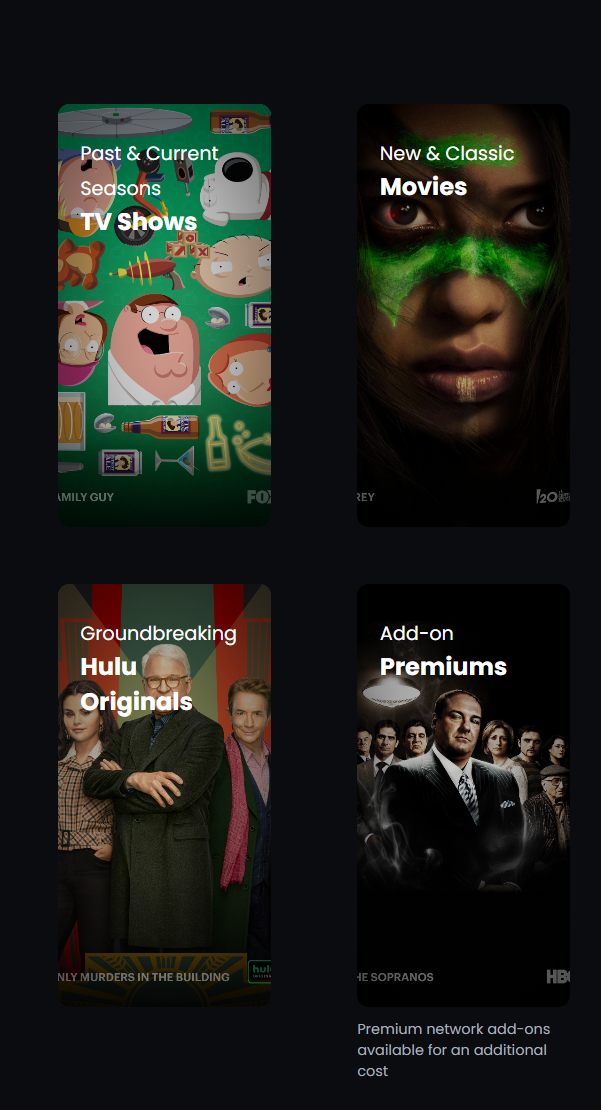 Past & Current
Seasons
TV Shows
AMILY GUY
FOX
New & Classic
Movies
REY
20
Groundbreaking
Hulu
Originals
NLY MURDERS IN THE BUILDING
hulu
Add-on
Premiums
HE SOPRANOS
HBO
Premium network add-ons
available for an additional
cost